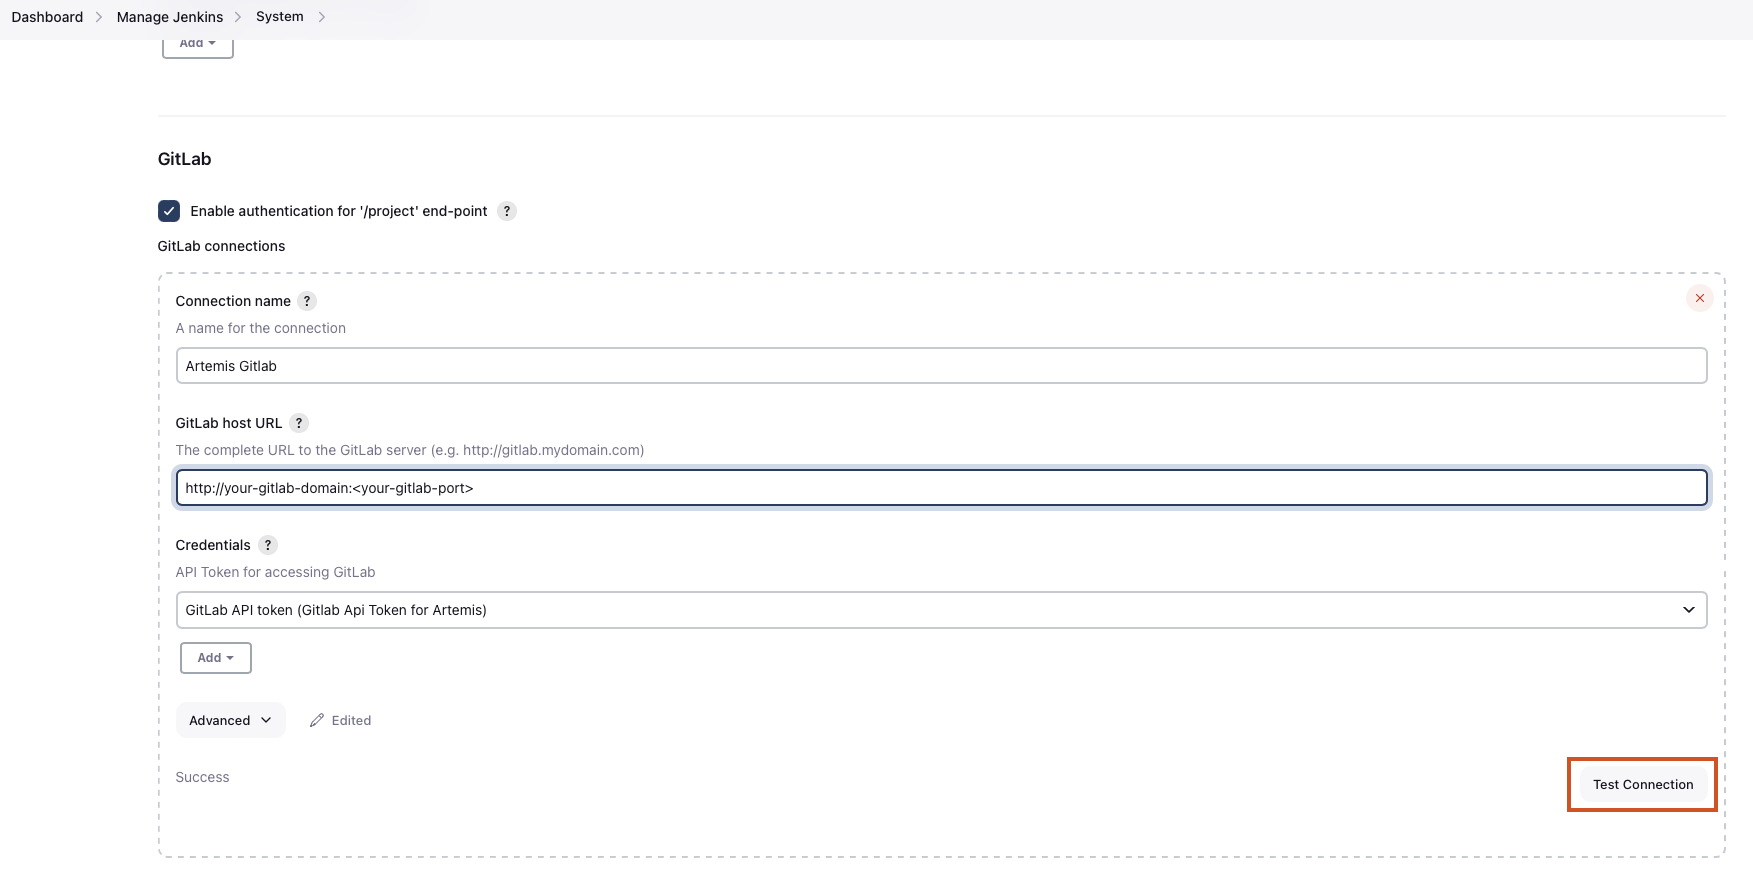 Dashboard > Manage Jenkins > System >
Add
GitLab
Enable authentication for '/project' end-point ?
GitLab connections
Connection name ?
A name for the connection
Artemis Gitlab
GitLab host URL ?
The complete URL to the GitLab server (e.g. http://gitlab.mydomain.com)
http://your-gitlab-domain:<your-gitlab-port>
Credentials ?
API Token for accessing GitLab
GitLab API token (Gitlab Api Token for Artemis)
Add
Advanced Edited
Success
Test Connection